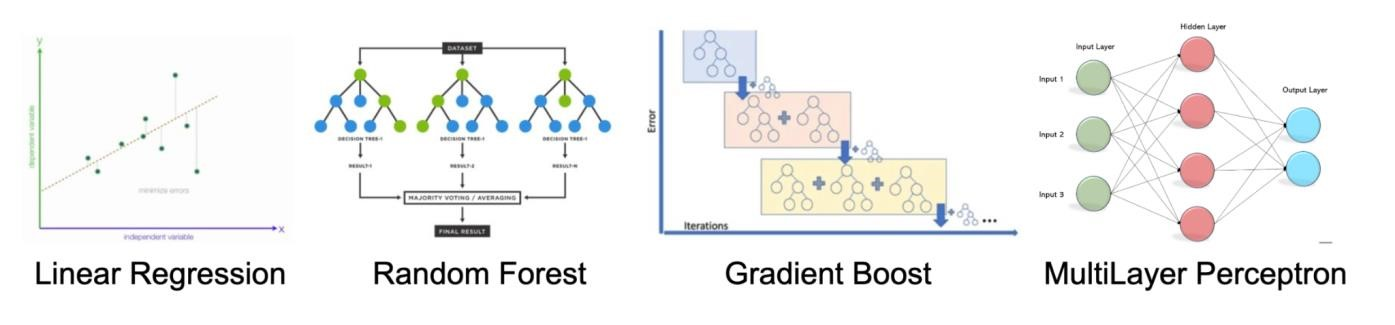 y
dependent variable
minimize errors
independent variable
x
Linear Regression
DATASET
DECISION TREE-1
DECISION TREE-1
DECISION TREE-1
RESULT-1
RESULT-2
RESULT-N
MAJORITY VOTING / AVERAGING
FINAL RESULT
Random Forest
Error
Iterations
Gradient Boost
Hidden Layer
Input Layer
Output Layer
Input 1
Input 2
Input 3
MultiLayer Perceptron